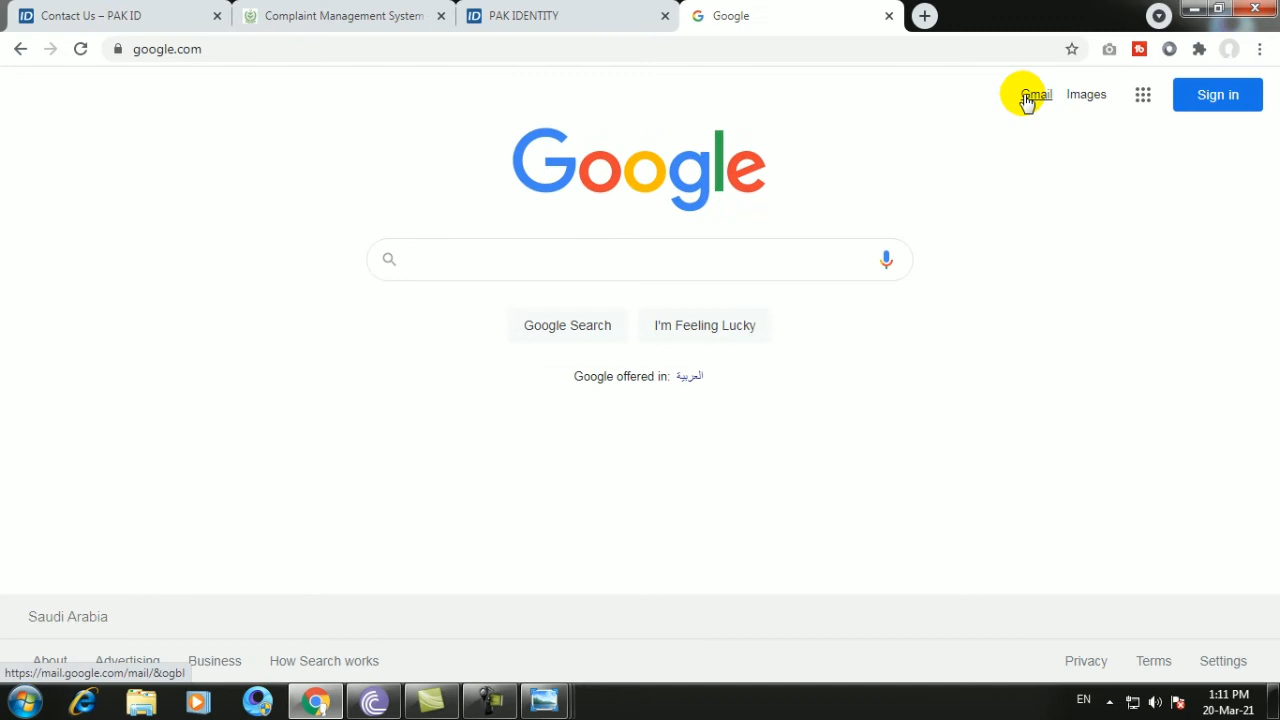 Contact Us – PAK ID
Complaint Management System
PAK IDENTITY
Google
google.com
Gmail
Images
Sign in
Google
Google Search
I'm Feeling Lucky
Google offered in: العربية
Saudi Arabia
About
Advertising
Business
How Search works
Privacy
Terms
Settings
https://mail.google.com/mail/&ogbl
EN
1:11 PM
20-Mar-21